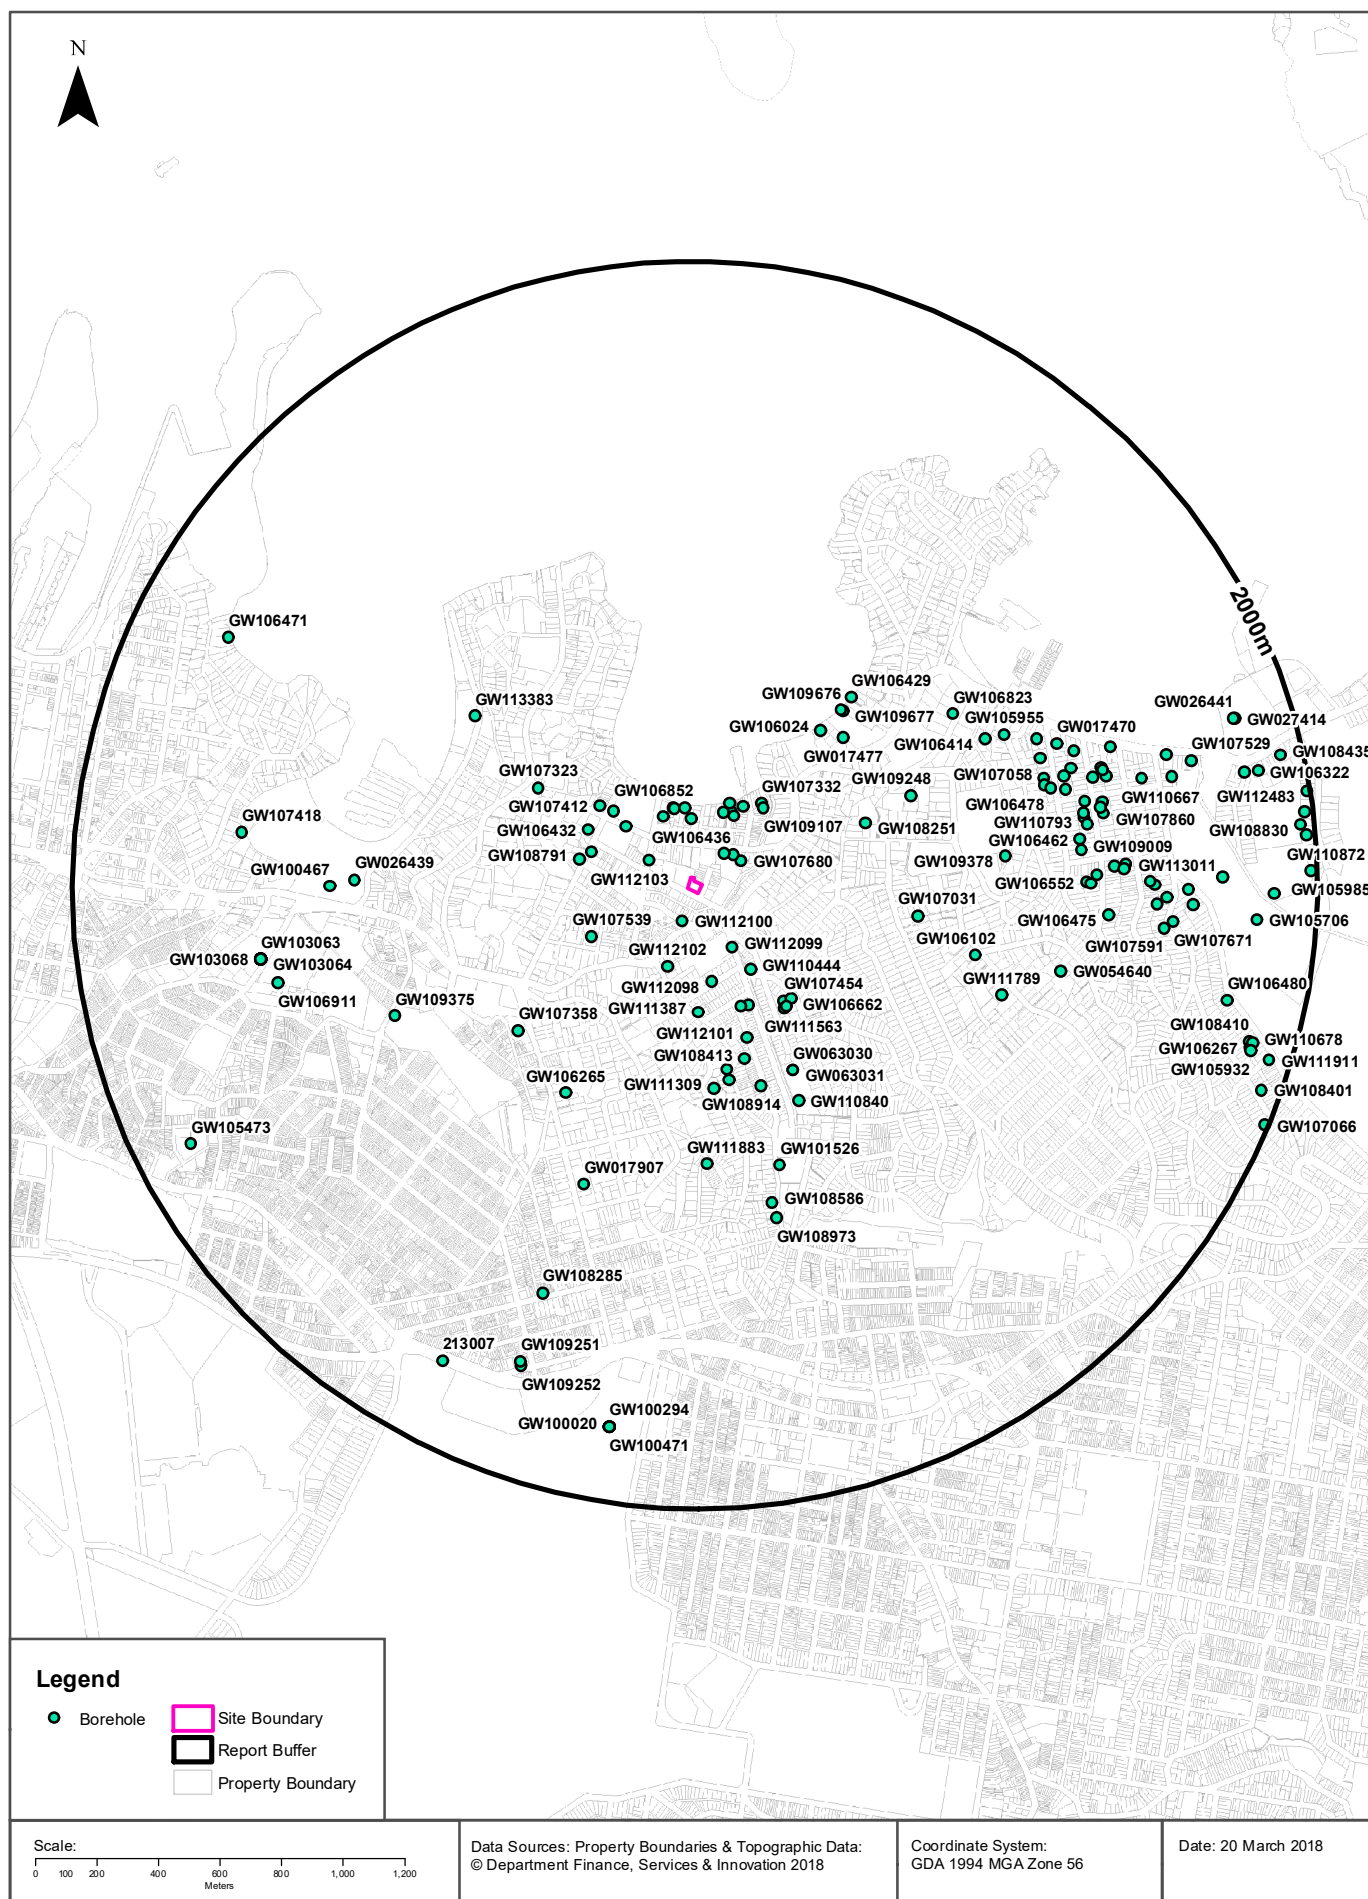 N
2000m
GW106471
GW113383
GW106429
GW109676
GW109677
GW106024
GW017477
GW106823
GW105955
GW106414
GW017470
GW026441
GW027414
GW107529
GW108435
GW106322
GW107323
GW107412
GW106852
GW107332
GW109248
GW107058
GW112483
GW110667
GW106478
GW110793
GW107860
GW108830
GW107418
GW106432
GW106436
GW109107
GW108251
GW106462
GW109009
GW108791
GW107680
GW109378
GW113011
GW110872
GW100467
GW026439
GW112103
GW106552
GW105985
GW107539
GW112100
GW107031
GW106475
GW105706
GW103063
GW103068
GW103064
GW112102
GW112099
GW106102
GW107591
GW107671
GW110444
GW054640
GW106911
GW112098
GW107454
GW111789
GW106480
GW109375
GW111387
GW106662
GW107358
GW112101
GW111563
GW108410
GW110678
GW106267
GW108413
GW063030
GW111911
GW105932
GW106265
GW111309
GW063031
GW108914
GW110840
GW108401
GW105473
GW107066
GW111883
GW101526
GW017907
GW108586
GW108973
GW108285
213007
GW109251
GW109252
GW100294
GW100020
GW100471
Legend
Borehole
Site Boundary
Report Buffer
Property Boundary
Scale:
0 100 200 400 600 800 1,000 1,200
Meters
Data Sources: Property Boundaries & Topographic Data:
© Department Finance, Services & Innovation 2018
Coordinate System:
GDA 1994 MGA Zone 56
Date: 20 March 2018